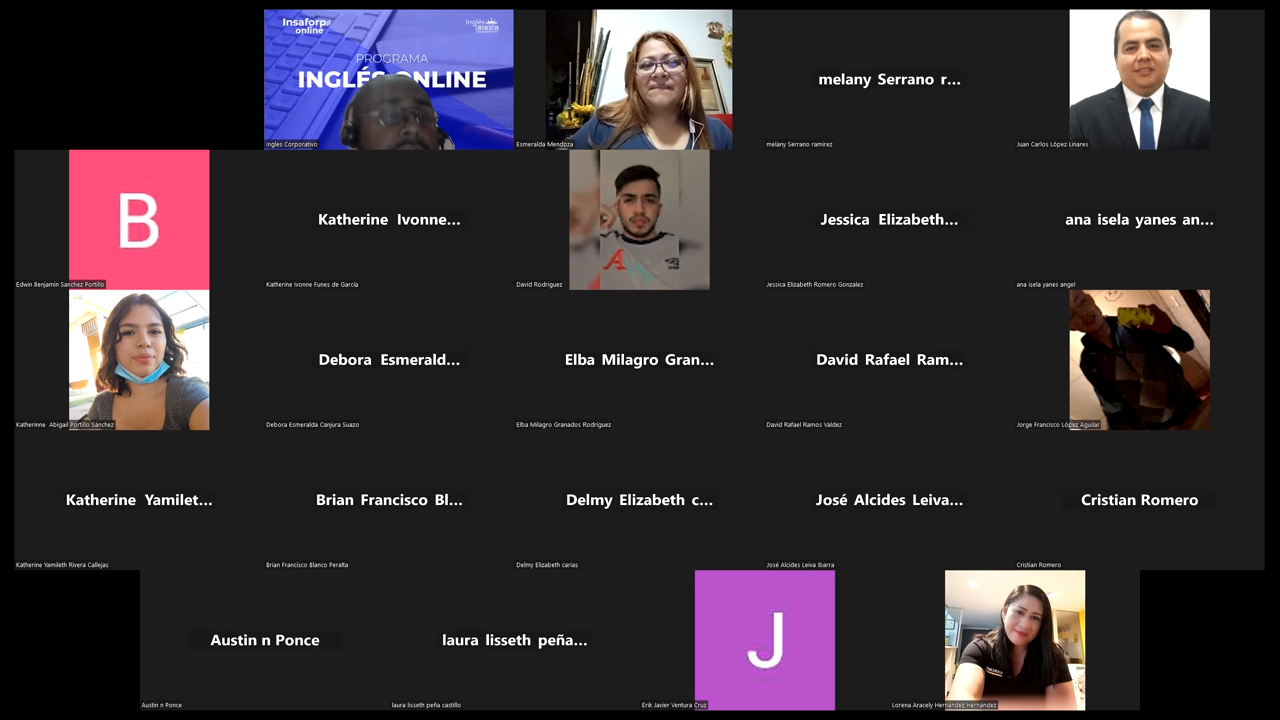 Insaforp
online
Inglés
PROGRAMA
INGLÉS ONLINE
Ingles Corporativo
Esmeralda Mendoza
melany Serrano r...
melany Serrano ramirez
Juan Carlos López Linares
B
Edwin Benjamin Sanchez Portillo
Katherine Ivonne...
Katherine Ivonne Funes de García
A
David Rodriguez
Jessica Elizabeth...
Jessica Elizabeth Romero Gonzalez
ana isela yanes an...
ana isela yanes angel
Katherinne Abigail Portillo Sánchez
Debora Esmerald...
Debora Esmeralda Canjura Suazo
Elba Milagro Gran...
Elba Milagro Granados Rodríguez
David Rafael Ram...
David Rafael Ramos Valdez
Jorge Francisco López Aguilar
Katherine Yamilet...
Katherine Yamileth Rivera Callejas
Brian Francisco Bl...
Brian Francisco Blanco Peralta
Delmy Elizabeth c...
Delmy Elizabeth carias
José Alcides Leiva...
José Alcides Leiva Ibarra
Cristian Romero
Cristian Romero
Austin n Ponce
Austin n Ponce
laura lisseth peña...
laura lisseth peña castillo
J
Erik Javier Ventura Cruz
Lorena Aracely Hernandez Hernández